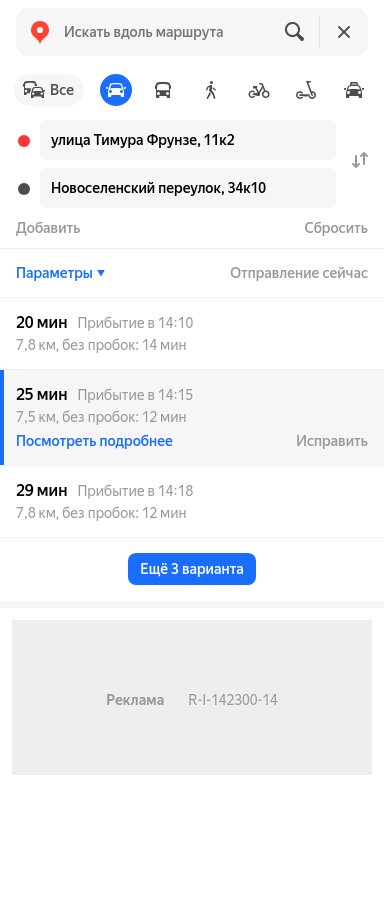 Искать вдоль маршрута
Все
улица Тимура Фрунзе, 11к2
Новоселенский переулок, 34к10
Добавить
Сбросить
Параметры
Отправление сейчас
20 мин Прибытие в 14:10
7,8 км, без пробок: 14 мин
25 мин Прибытие в 14:15
7,5 км, без пробок: 12 мин
Посмотреть подробнее
Исправить
29 мин Прибытие в 14:18
7,8 км, без пробок: 12 мин
Ещё 3 варианта
Реклама R-I-142300-14